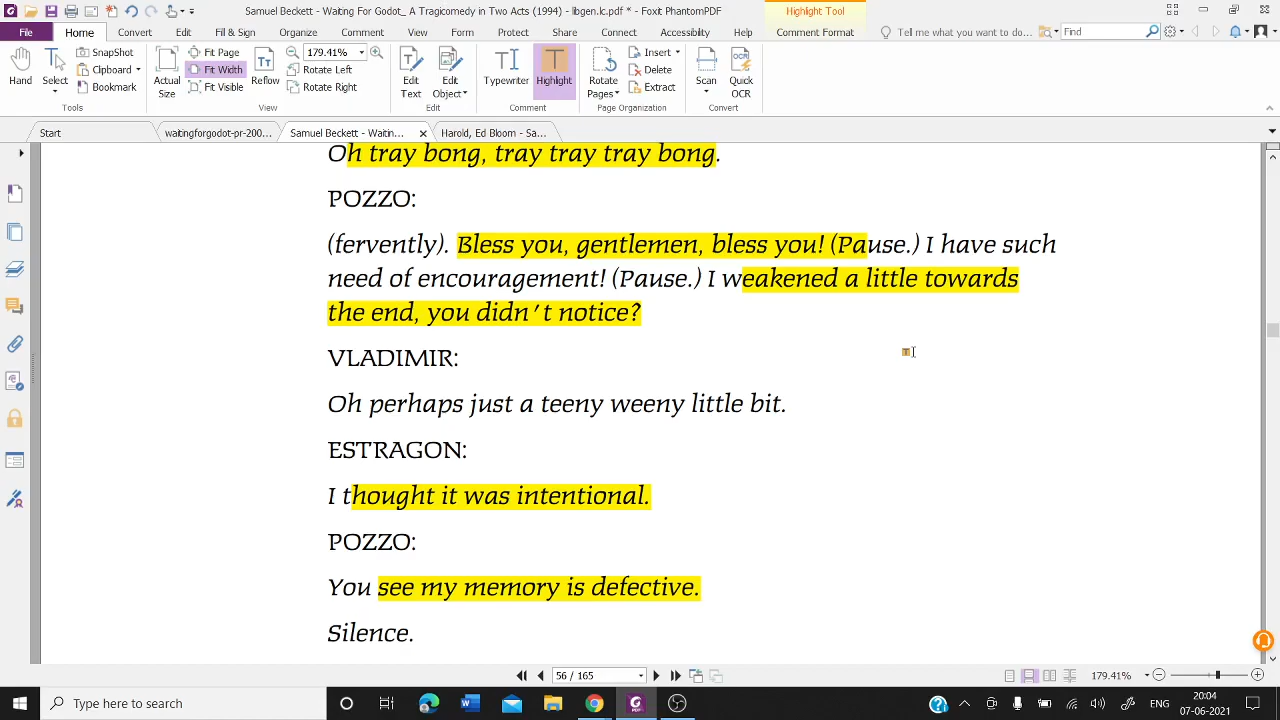 Samuel Beckett - Waiting For Godot_ A Tragicomedy in Two Acts (1994) - libgen.lc.pdf * - Foxit PhantomPDF
Highlight Tool
File Home Convert Edit Fill & Sign Organize Comment View Form Protect Share Connect Accessibility Help Comment Format Tell me what you want to do... Find
Hand
Select
SnapShot
Clipboard
Bookmark
Tools
Actual Size
Fit Page
Fit Width
Fit Visible
Reflow
179.41%
Rotate Left
Rotate Right
View
Edit Text
Edit Object
Edit
Typewriter
Highlight
Comment
Rotate Pages
Insert
Delete
Extract
Page Organization
Scan
Quick OCR
Convert
Start
waitingforgodot-pr-200...
Samuel Beckett - Waitin...
Harold, Ed Bloom - Sa...
Oh tray bong, tray tray tray bong.
POZZO:
(fervently). Bless you, gentlemen, bless you! (Pause.) I have such
need of encouragement! (Pause.) I weakened a little towards
the end, you didn't notice?
VLADIMIR:
Oh perhaps just a teeny weeny little bit.
ESTRAGON:
I thought it was intentional.
POZZO:
You see my memory is defective.
Silence.
56 / 165
179.41%
Type here to search
ENG
20:04
07-06-2021